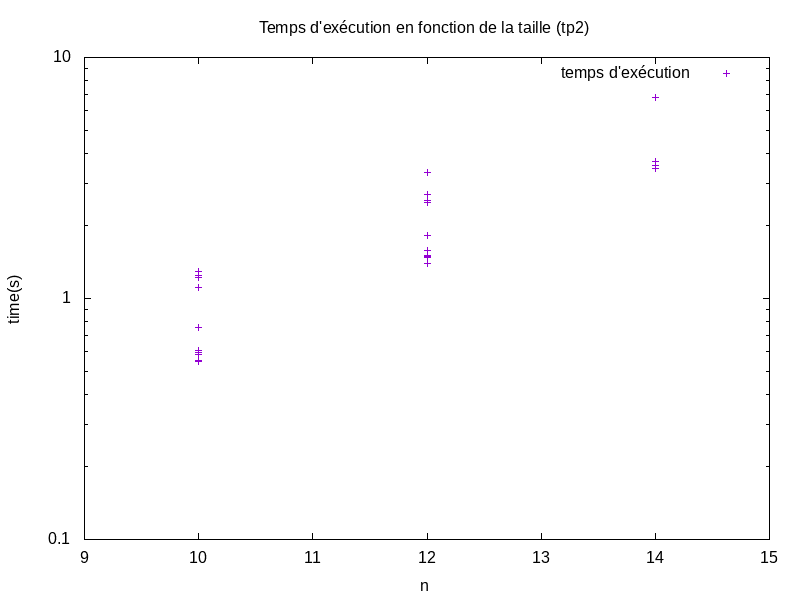 Temps d'exécution en fonction de la taille (tp2)
10
temps d'exécution
1
time(s)
0.1
9 10 11 12 13 14 15
n